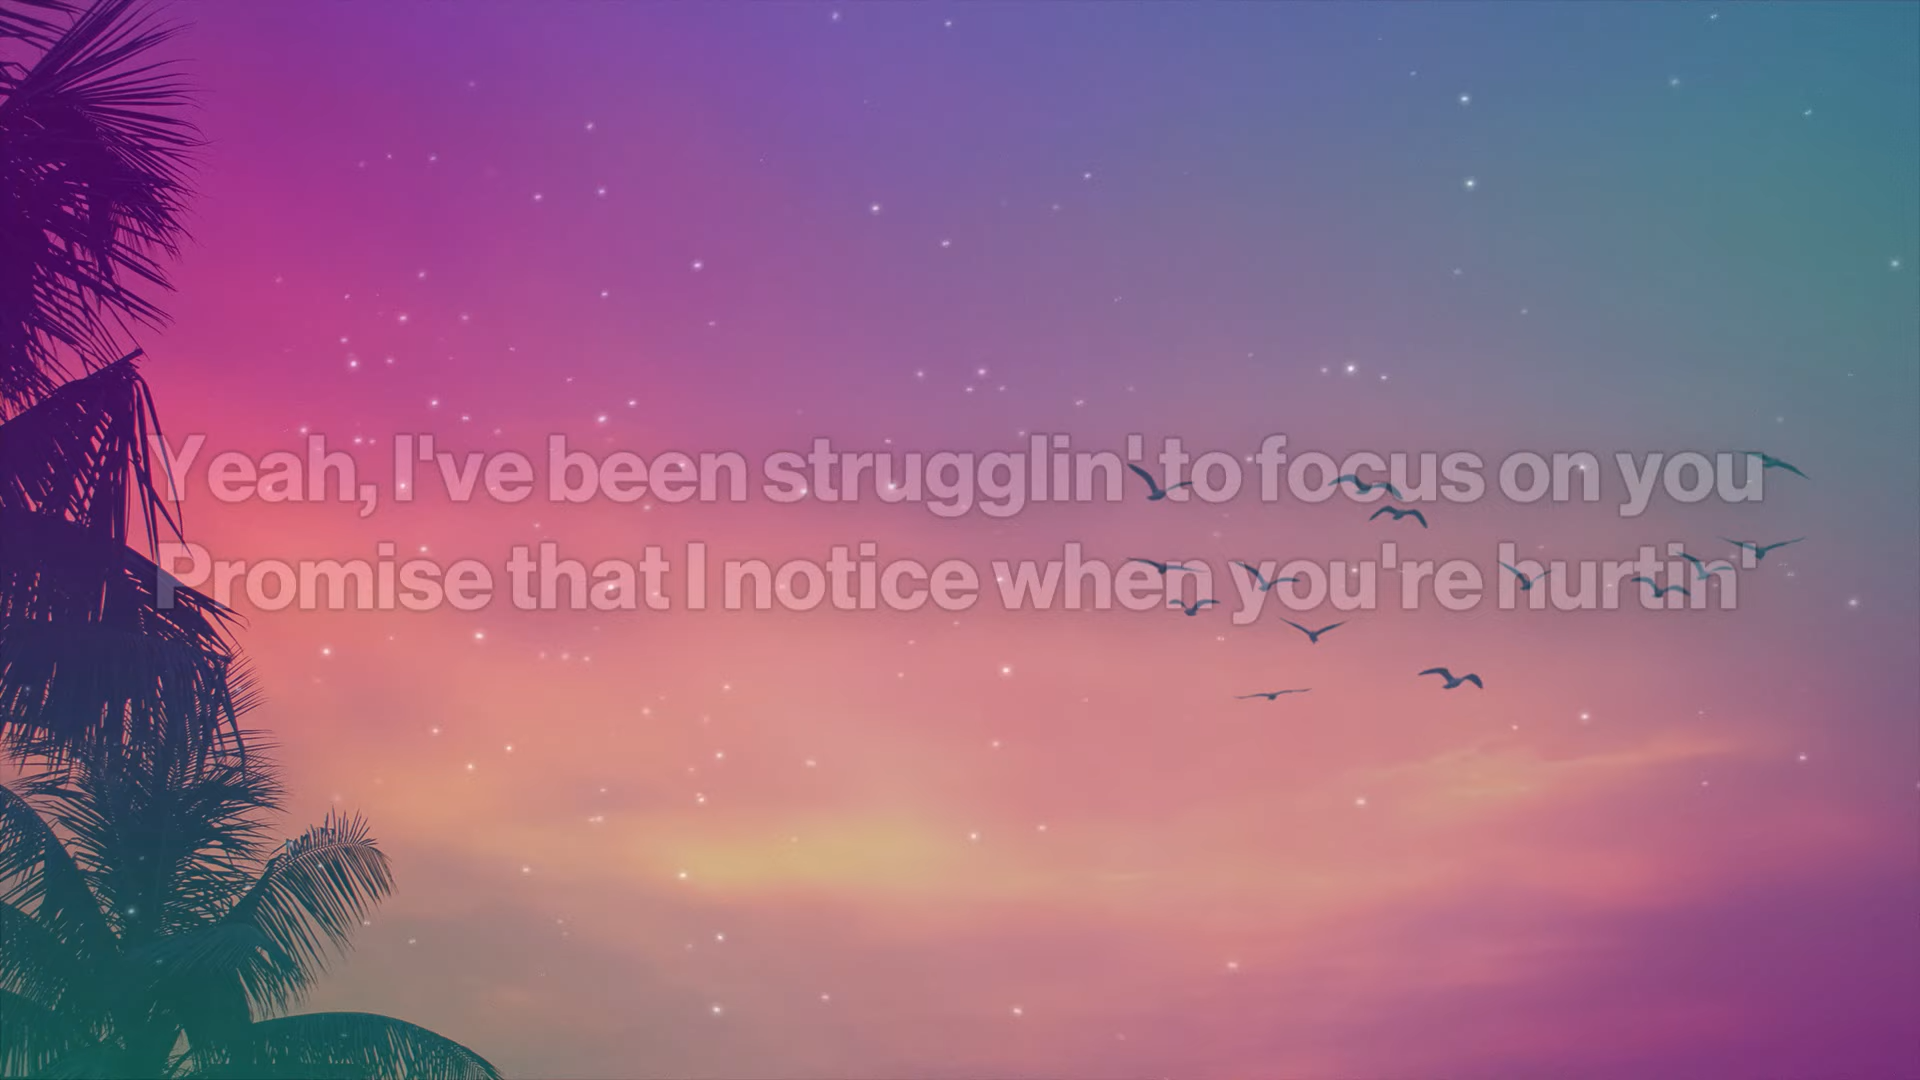 Yeah, I've been strugglin' to focus on you
Promise that I notice when you're hurtin'